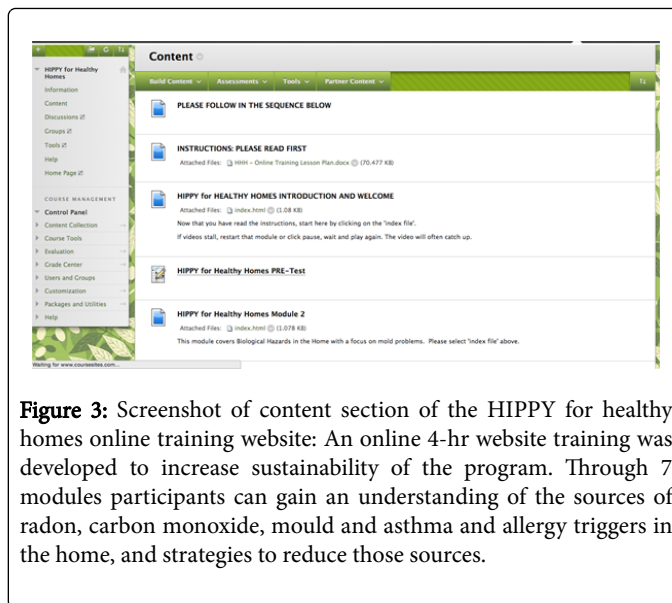 Content
HIPPY for Healthy
Homes
Information
Content
Discussions
Groups
Tools
Help
Home Page
COURSE MANAGEMENT
Control Panel
Content Collection
Course Tools
Evaluation
Grade Center
Users and Groups
Customization
Packages and Utilities
Help
Build Content
Assessments
Tools
Partner Content
PLEASE FOLLOW IN THE SEQUENCE BELOW
INSTRUCTIONS: PLEASE READ FIRST
Attached Files: HHH - Online Training Lesson Plan.docx (70.477 KB)
HIPPY for HEALTHY HOMES INTRODUCTION AND WELCOME
Attached Files: index.html (1.08 KB)
Now that you have read the instructions, start here by clicking on the 'index file'.
If videos stall, restart that module or click pause, wait and play again. The video will often catch up.
HIPPY for Healthy Homes PRE-Test
HIPPY for Healthy Homes Module 2
Attached Files: index.html (1.078 KB)
This module covers Biological Hazards in the Home with a focus on mold problems. Please select 'index file' above.
Waiting for www.coursesites.com...
Figure 3: Screenshot of content section of the HIPPY for healthy
homes online training website: An online 4-hr website training was
developed to increase sustainability of the program. Through 7
modules participants can gain an understanding of the sources of
radon, carbon monoxide, mould and asthma and allergy triggers in
the home, and strategies to reduce those sources.